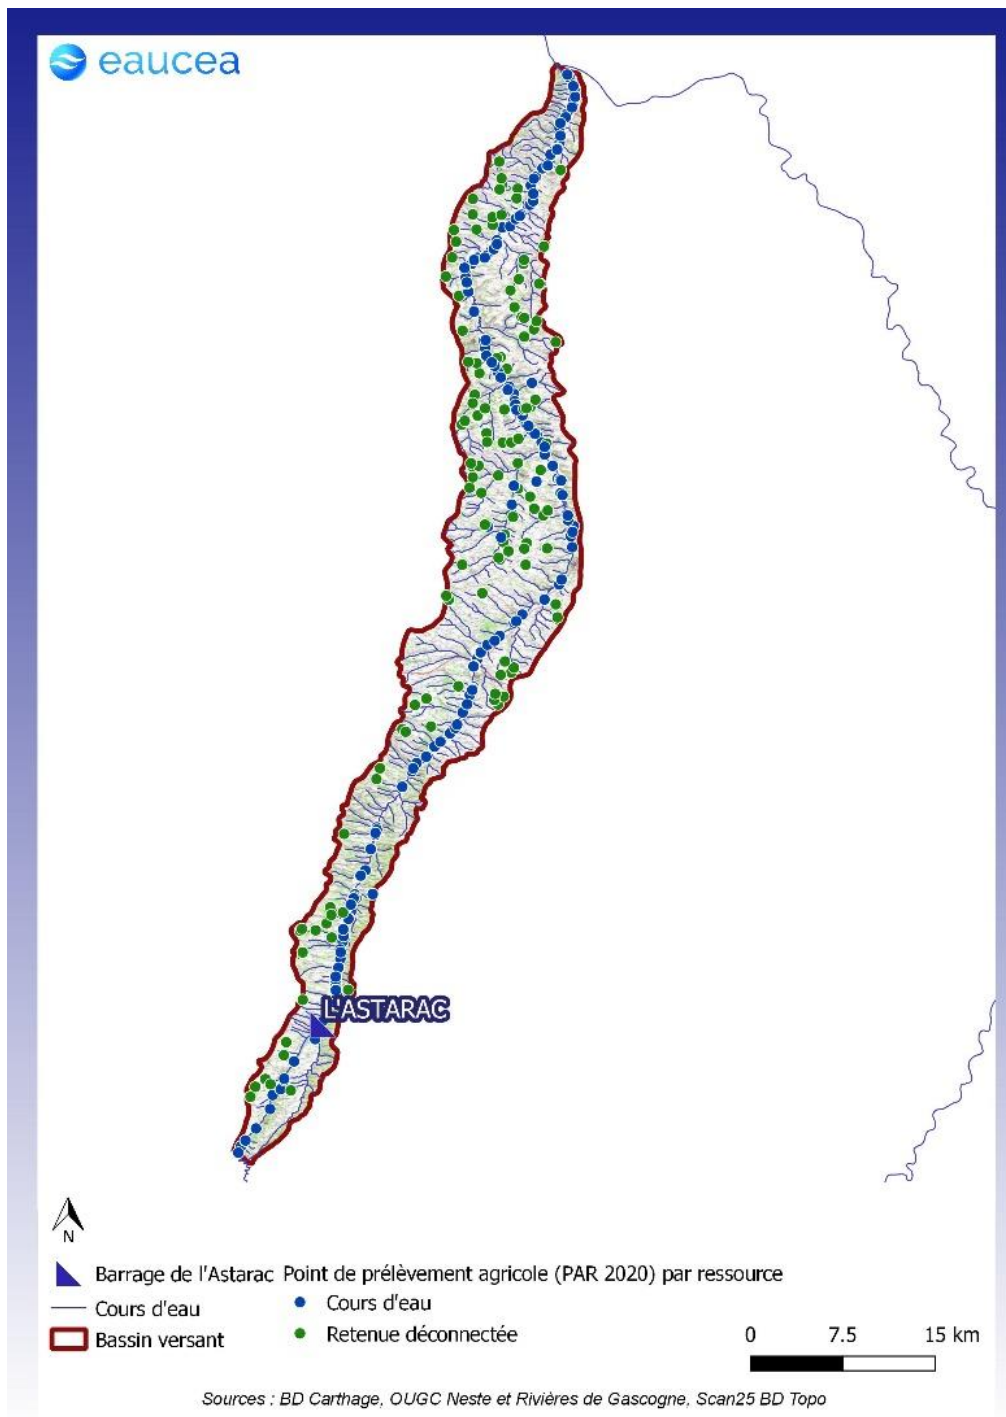 eaucea
L'ASTARAC
N
Barrage de l'Astarac
Cours d'eau
Bassin versant
Point de prélèvement agricole (PAR 2020) par ressource
Cours d'eau
Retenue déconnectée
0 7.5 15 km
Sources : BD Carthage, OUGC Neste et Rivières de Gascogne, Scan25 BD Topo